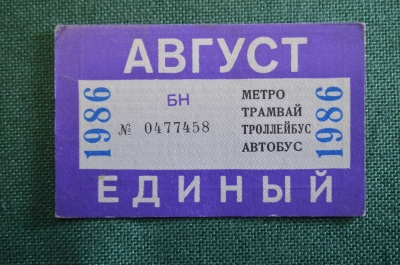 АВГУСТ
1986
БН
№ 0477458
МЕТРО
ТРАМВАЙ
ТРОЛЛЕЙБУС
АВТОБУС
1986
ЕДИНЫЙ